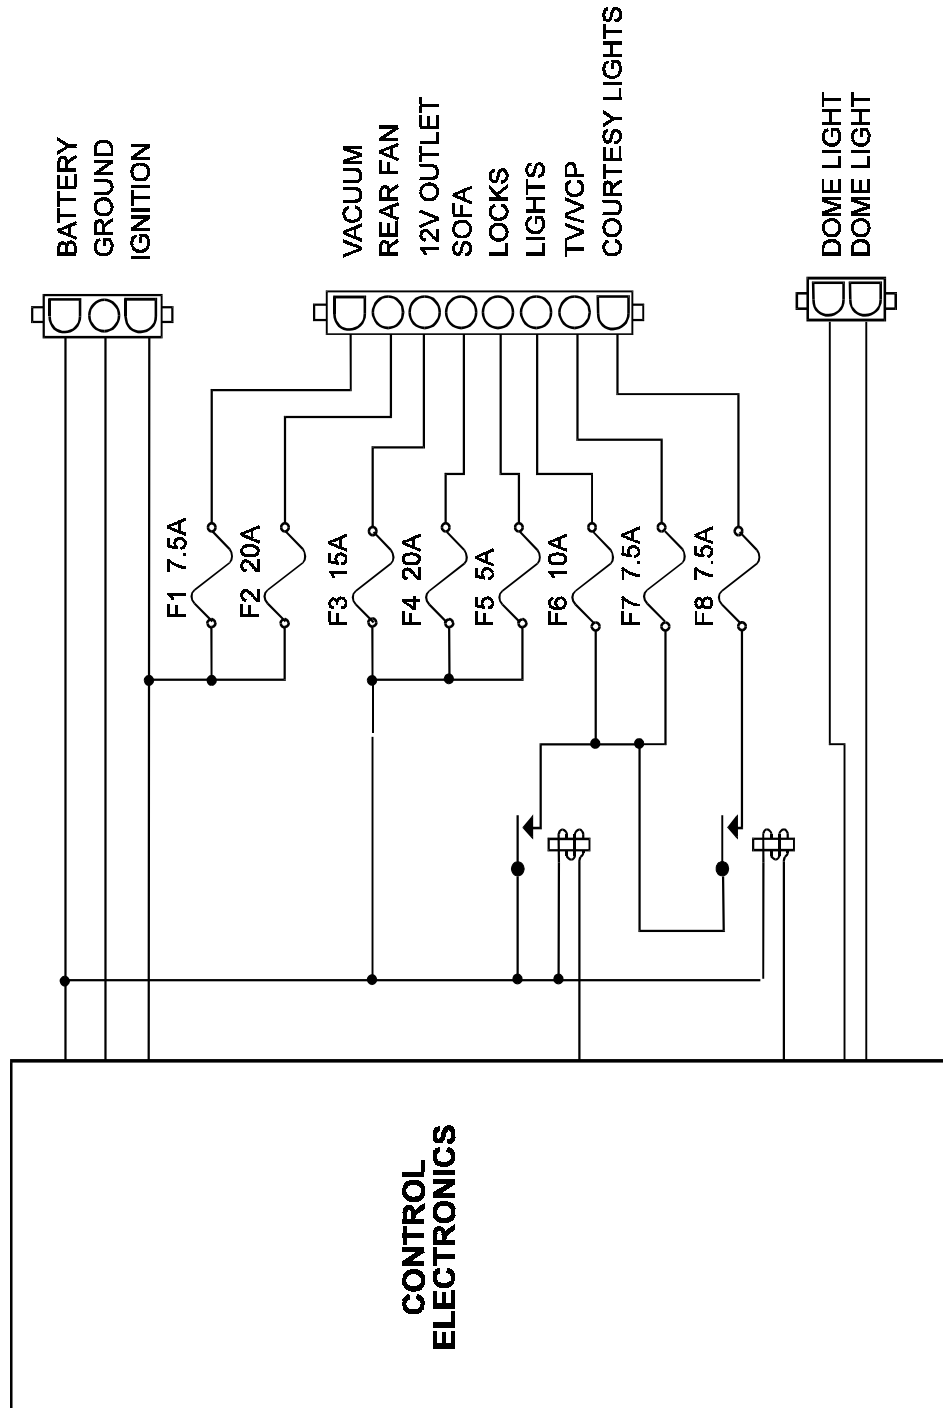 BATTERY
GROUND
IGNITION
VACUUM
REAR FAN
12V OUTLET
SOFA
LOCKS
LIGHTS
TV/VCP
COURTESY LIGHTS
DOME LIGHT
DOME LIGHT
F1 7.5A
F2 20A
F3 15A
F4 20A
F5 5A
F6 10A
F7 7.5A
F8 7.5A
CONTROL
ELECTRONICS